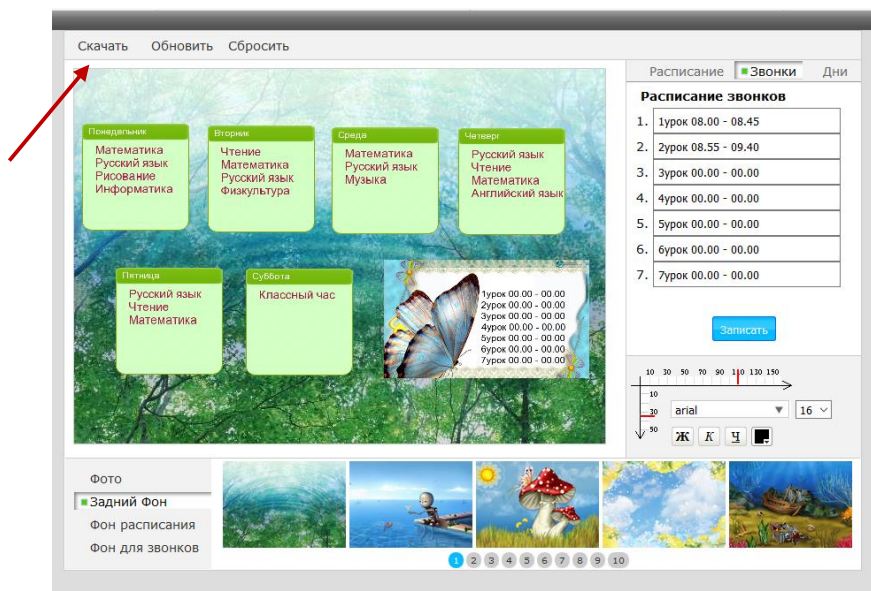 Скачать Обновить Сбросить
Расписание Звонки Дни
Расписание звонков
1. 1урок 08.00 - 08.45
2. 2урок 08.55 - 09.40
3. 3урок 00.00 - 00.00
4. 4урок 00.00 - 00.00
5. 5урок 00.00 - 00.00
6. 6урок 00.00 - 00.00
7. 7урок 00.00 - 00.00
Записать
Понедельник
Математика
Русский язык
Рисование
Информатика
Вторник
Чтение
Математика
Русский язык
Физкультура
Среда
Математика
Русский язык
Музыка
Четверг
Русский язык
Чтение
Математика
Английский язык
Пятница
Русский язык
Чтение
Математика
Суббота
Классный час
1урок 00.00 - 00.00
2урок 00.00 - 00.00
3урок 00.00 - 00.00
4урок 00.00 - 00.00
5урок 00.00 - 00.00
6урок 00.00 - 00.00
7урок 00.00 - 00.00
10 30 50 70 90 110 130 150
10
30
50
arial 16
Ж К Ч
Фото
Задний Фон
Фон расписания
Фон для звонков
1 2 3 4 5 6 7 8 9 10